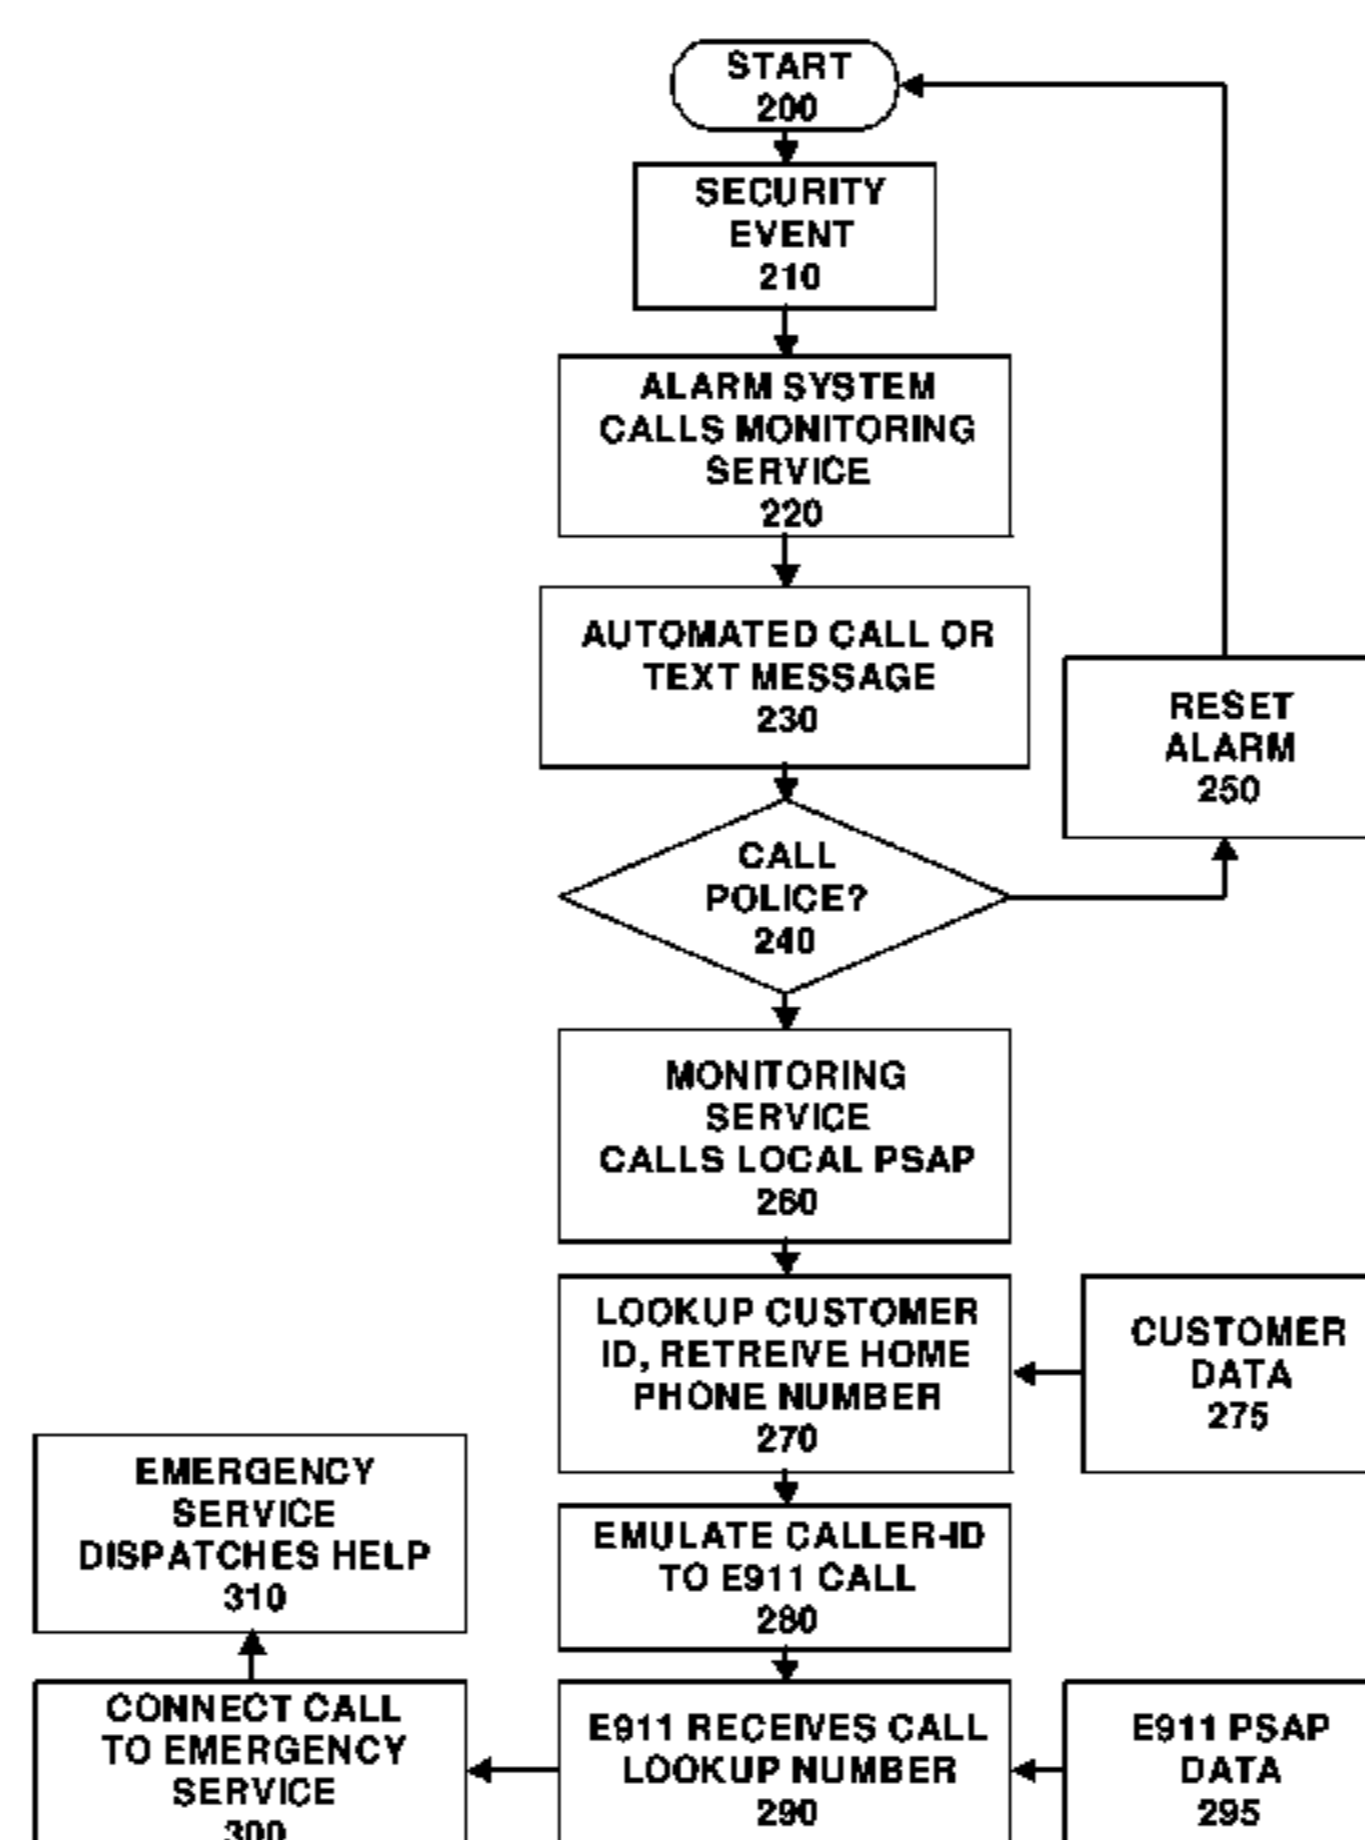 START
200
SECURITY
EVENT
210
ALARM SYSTEM
CALLS MONITORING
SERVICE
220
AUTOMATED CALL OR
TEXT MESSAGE
230
RESET
ALARM
250
CALL
POLICE?
240
MONITORING
SERVICE
CALLS LOCAL PSAP
260
LOOKUP CUSTOMER
ID, RETREIVE HOME
PHONE NUMBER
270
CUSTOMER
DATA
275
EMULATE CALLER-ID
TO E911 CALL
280
E911 RECEIVES CALL
LOOKUP NUMBER
290
E911 PSAP
DATA
295
CONNECT CALL
TO EMERGENCY
SERVICE
300
EMERGENCY
SERVICE
DISPATCHES HELP
310